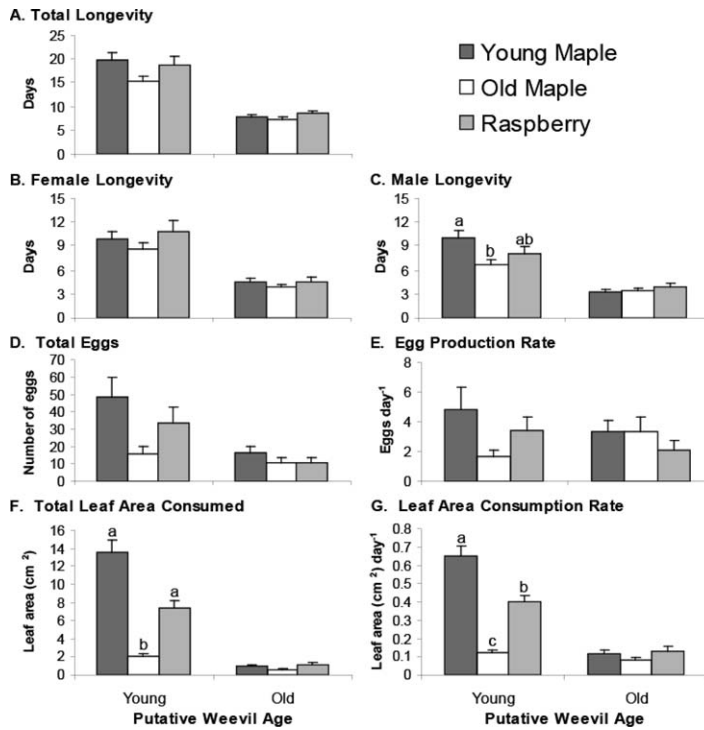 A. Total Longevity
25
20
15
10
5
0
Days
Young Maple
Old Maple
Raspberry
B. Female Longevity
15
12
9
6
3
0
Days
C. Male Longevity
15
12
9
6
3
0
Days
a
b
ab
D. Total Eggs
70
60
50
40
30
20
10
0
Number of eggs
E. Egg Production Rate
8
6
4
2
0
Eggs day⁻¹
F. Total Leaf Area Consumed
16
14
12
10
8
6
4
2
0
Leaf area (cm ²)
a
b
a
Young Old
Putative Weevil Age
G. Leaf Area Consumption Rate
0.8
0.7
0.6
0.5
0.4
0.3
0.2
0.1
0
Leaf area (cm ²) day⁻¹
a
c
b
Young Old
Putative Weevil Age